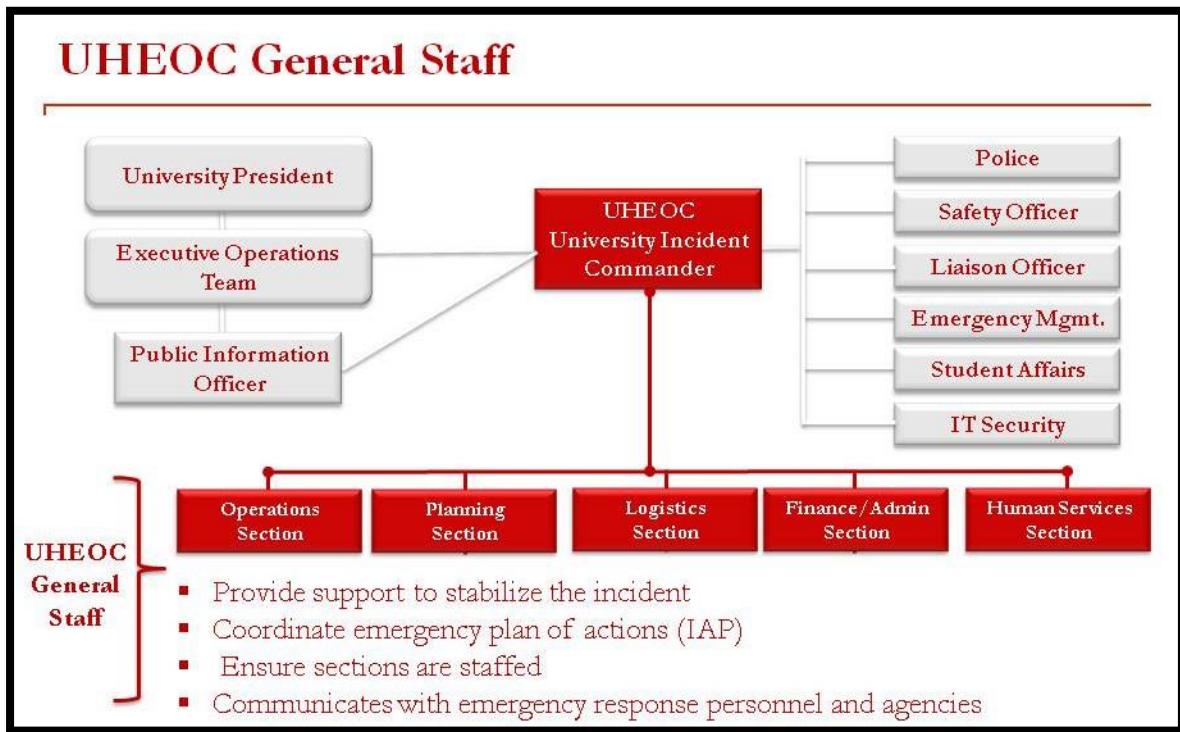 UHEOC General Staff
University President
Executive Operations
Team
Public Information
Officer
UHEOC
University Incident
Commander
Police
Safety Officer
Liaison Officer
Emergency Mgmt.
Student Affairs
IT Security
Operations
Section
Planning
Section
Logistics
Section
Finance/Admin
Section
Human Services
Section
UHEOC
General
Staff
▪ Provide support to stabilize the incident
▪ Coordinate emergency plan of actions (IAP)
▪ Ensure sections are staffed
▪ Communicates with emergency response personnel and agencies